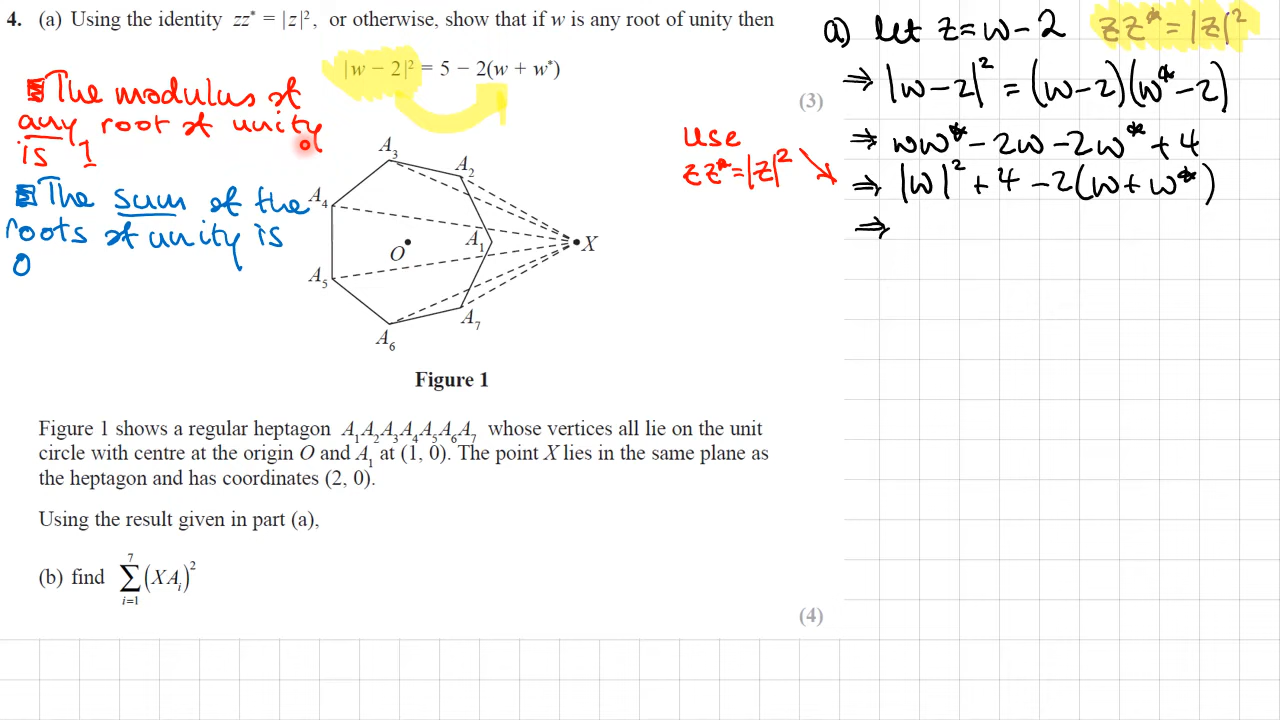 4. (a) Using the identity zz* = |z|², or otherwise, show that if w is any root of unity then
|w − 2|² = 5 − 2(w + w*)
(3)
The modulus of
any root of unity
is 1
The sum of the
roots of unity is
0
A₃
A₂
A₄
A₁
O
X
A₅
A₇
A₆
Figure 1
Figure 1 shows a regular heptagon A₁A₂A₃A₄A₅A₆A₇ whose vertices all lie on the unit
circle with centre at the origin O and A₁ at (1, 0). The point X lies in the same plane as
the heptagon and has coordinates (2, 0).
Using the result given in part (a),
(b) find ∑ᵢ₌₁⁷ (XAᵢ)²
(4)
a) let z = w − 2 zz* = |z|²
⇒ |w − 2|² = (w − 2)(w* − 2)
⇒ ww* − 2w − 2w* + 4
use
zz* = |z|²
⇒ |w|² + 4 − 2(w + w*)
⇒